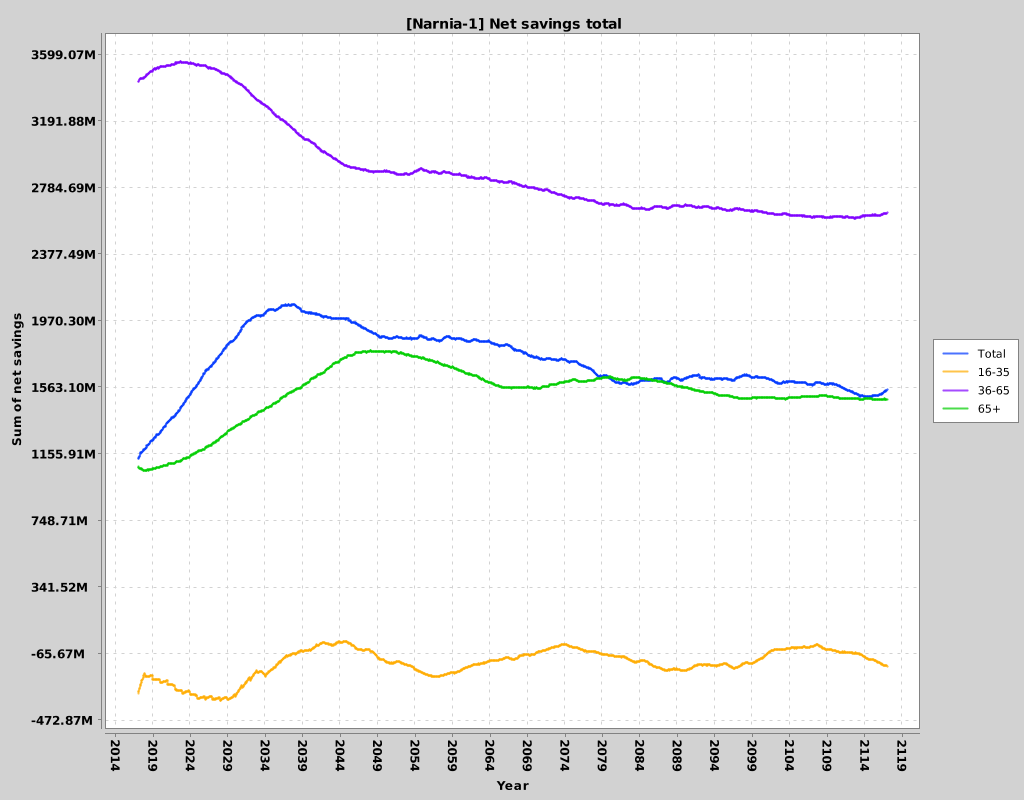 [Narnia-1] Net savings total
3599.07M
3191.88M
2784.69M
2377.49M
1970.30M
1563.10M
1155.91M
748.71M
341.52M
-65.67M
-472.87M
Sum of net savings
2014 2019 2024 2029 2034 2039 2044 2049 2054 2059 2064 2069 2074 2079 2084 2089 2094 2099 2104 2109 2114 2119
Year
Total
16-35
36-65
65+